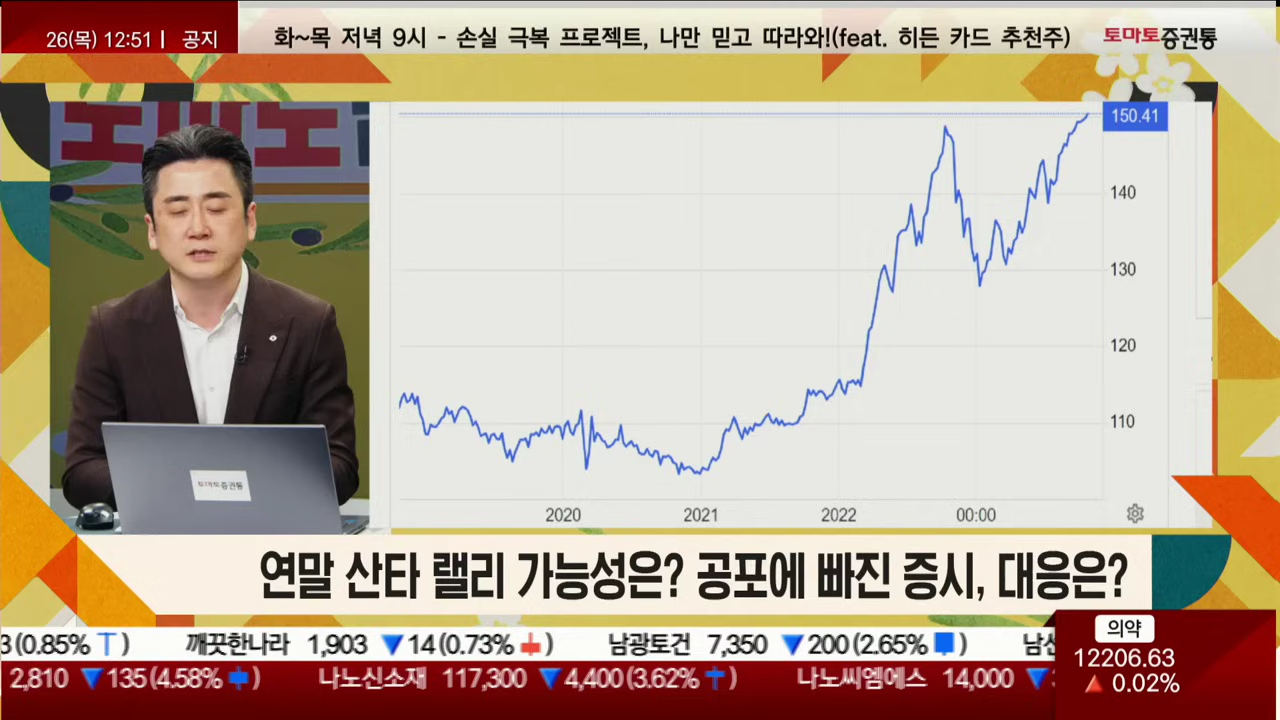 26(목) 12:51 | 공지
화~목 저녁 9시 - 손실 극복 프로젝트, 나만 믿고 따라와!(feat. 히든 카드 추천주)
토마토증권통
150.41
140
130
120
110
2020 2021 2022 00:00
토마토증권통
연말 산타 랠리 가능성은? 공포에 빠진 증시, 대응은?
3(0.85% ) 깨끗한나라 1,903 ▼14(0.73% ) 남광토건 7,350 ▼200(2.65% ) 남선
2,810 ▼135(4.58% ) 나노신소재 117,300 ▼4,400(3.62% ) 나노씨엠에스 14,000 ▼
의약
12206.63
▲ 0.02%